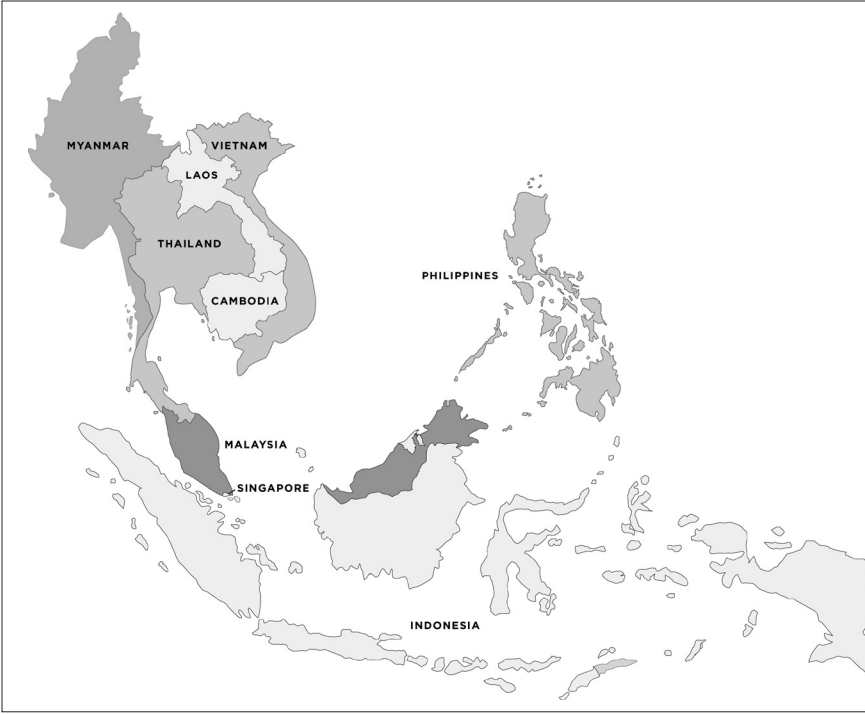 MYANMAR
VIETNAM
LAOS
THAILAND
PHILIPPINES
CAMBODIA
MALAYSIA
SINGAPORE
INDONESIA